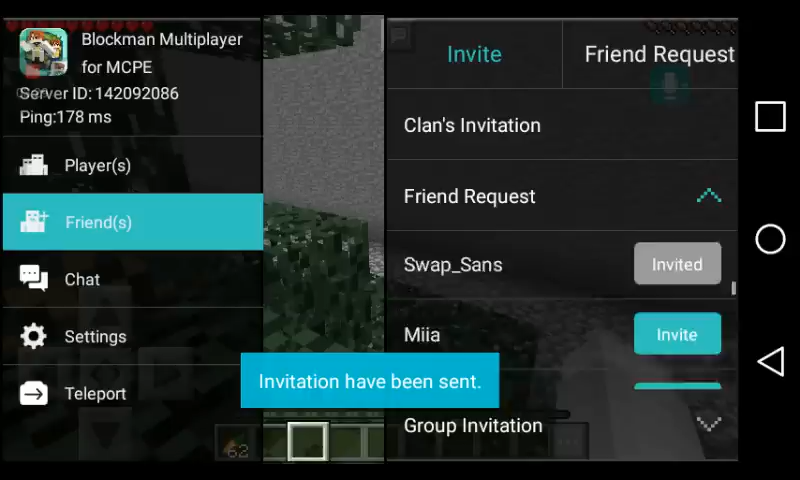 Blockman Multiplayer
for MCPE
Server ID: 142092086
Ping:178 ms
Player(s)
Friend(s)
Chat
Settings
Teleport
Invite
Friend Request
Clan's Invitation
Friend Request
Swap_Sans
Invited
Miia
Invite
Invitation have been sent.
Group Invitation
62